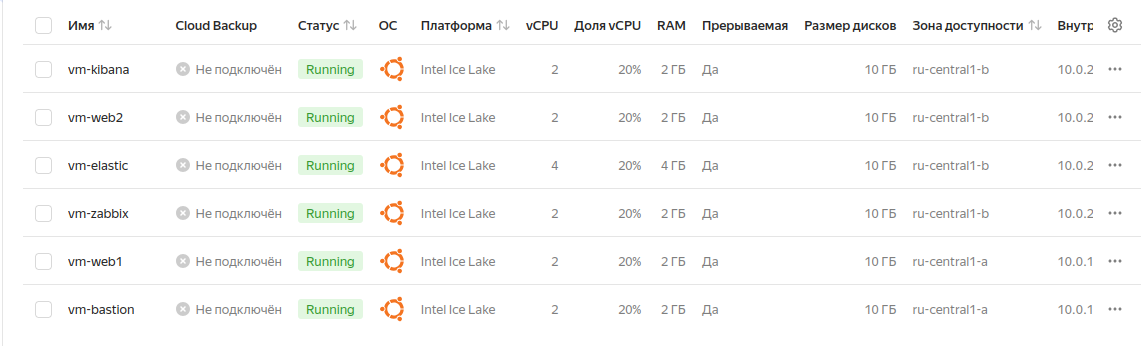 Имя Cloud Backup Статус ОС Платформа vCPU Доля vCPU RAM Прерываемая Размер дисков Зона доступности Внутр
vm-kibana Не подключён Running Intel Ice Lake 2 20% 2 ГБ Да 10 ГБ ru-central1-b 10.0.2
vm-web2 Не подключён Running Intel Ice Lake 2 20% 2 ГБ Да 10 ГБ ru-central1-b 10.0.2
vm-elastic Не подключён Running Intel Ice Lake 4 20% 4 ГБ Да 10 ГБ ru-central1-b 10.0.2
vm-zabbix Не подключён Running Intel Ice Lake 2 20% 2 ГБ Да 10 ГБ ru-central1-b 10.0.2
vm-web1 Не подключён Running Intel Ice Lake 2 20% 2 ГБ Да 10 ГБ ru-central1-a 10.0.1
vm-bastion Не подключён Running Intel Ice Lake 2 20% 2 ГБ Да 10 ГБ ru-central1-a 10.0.1